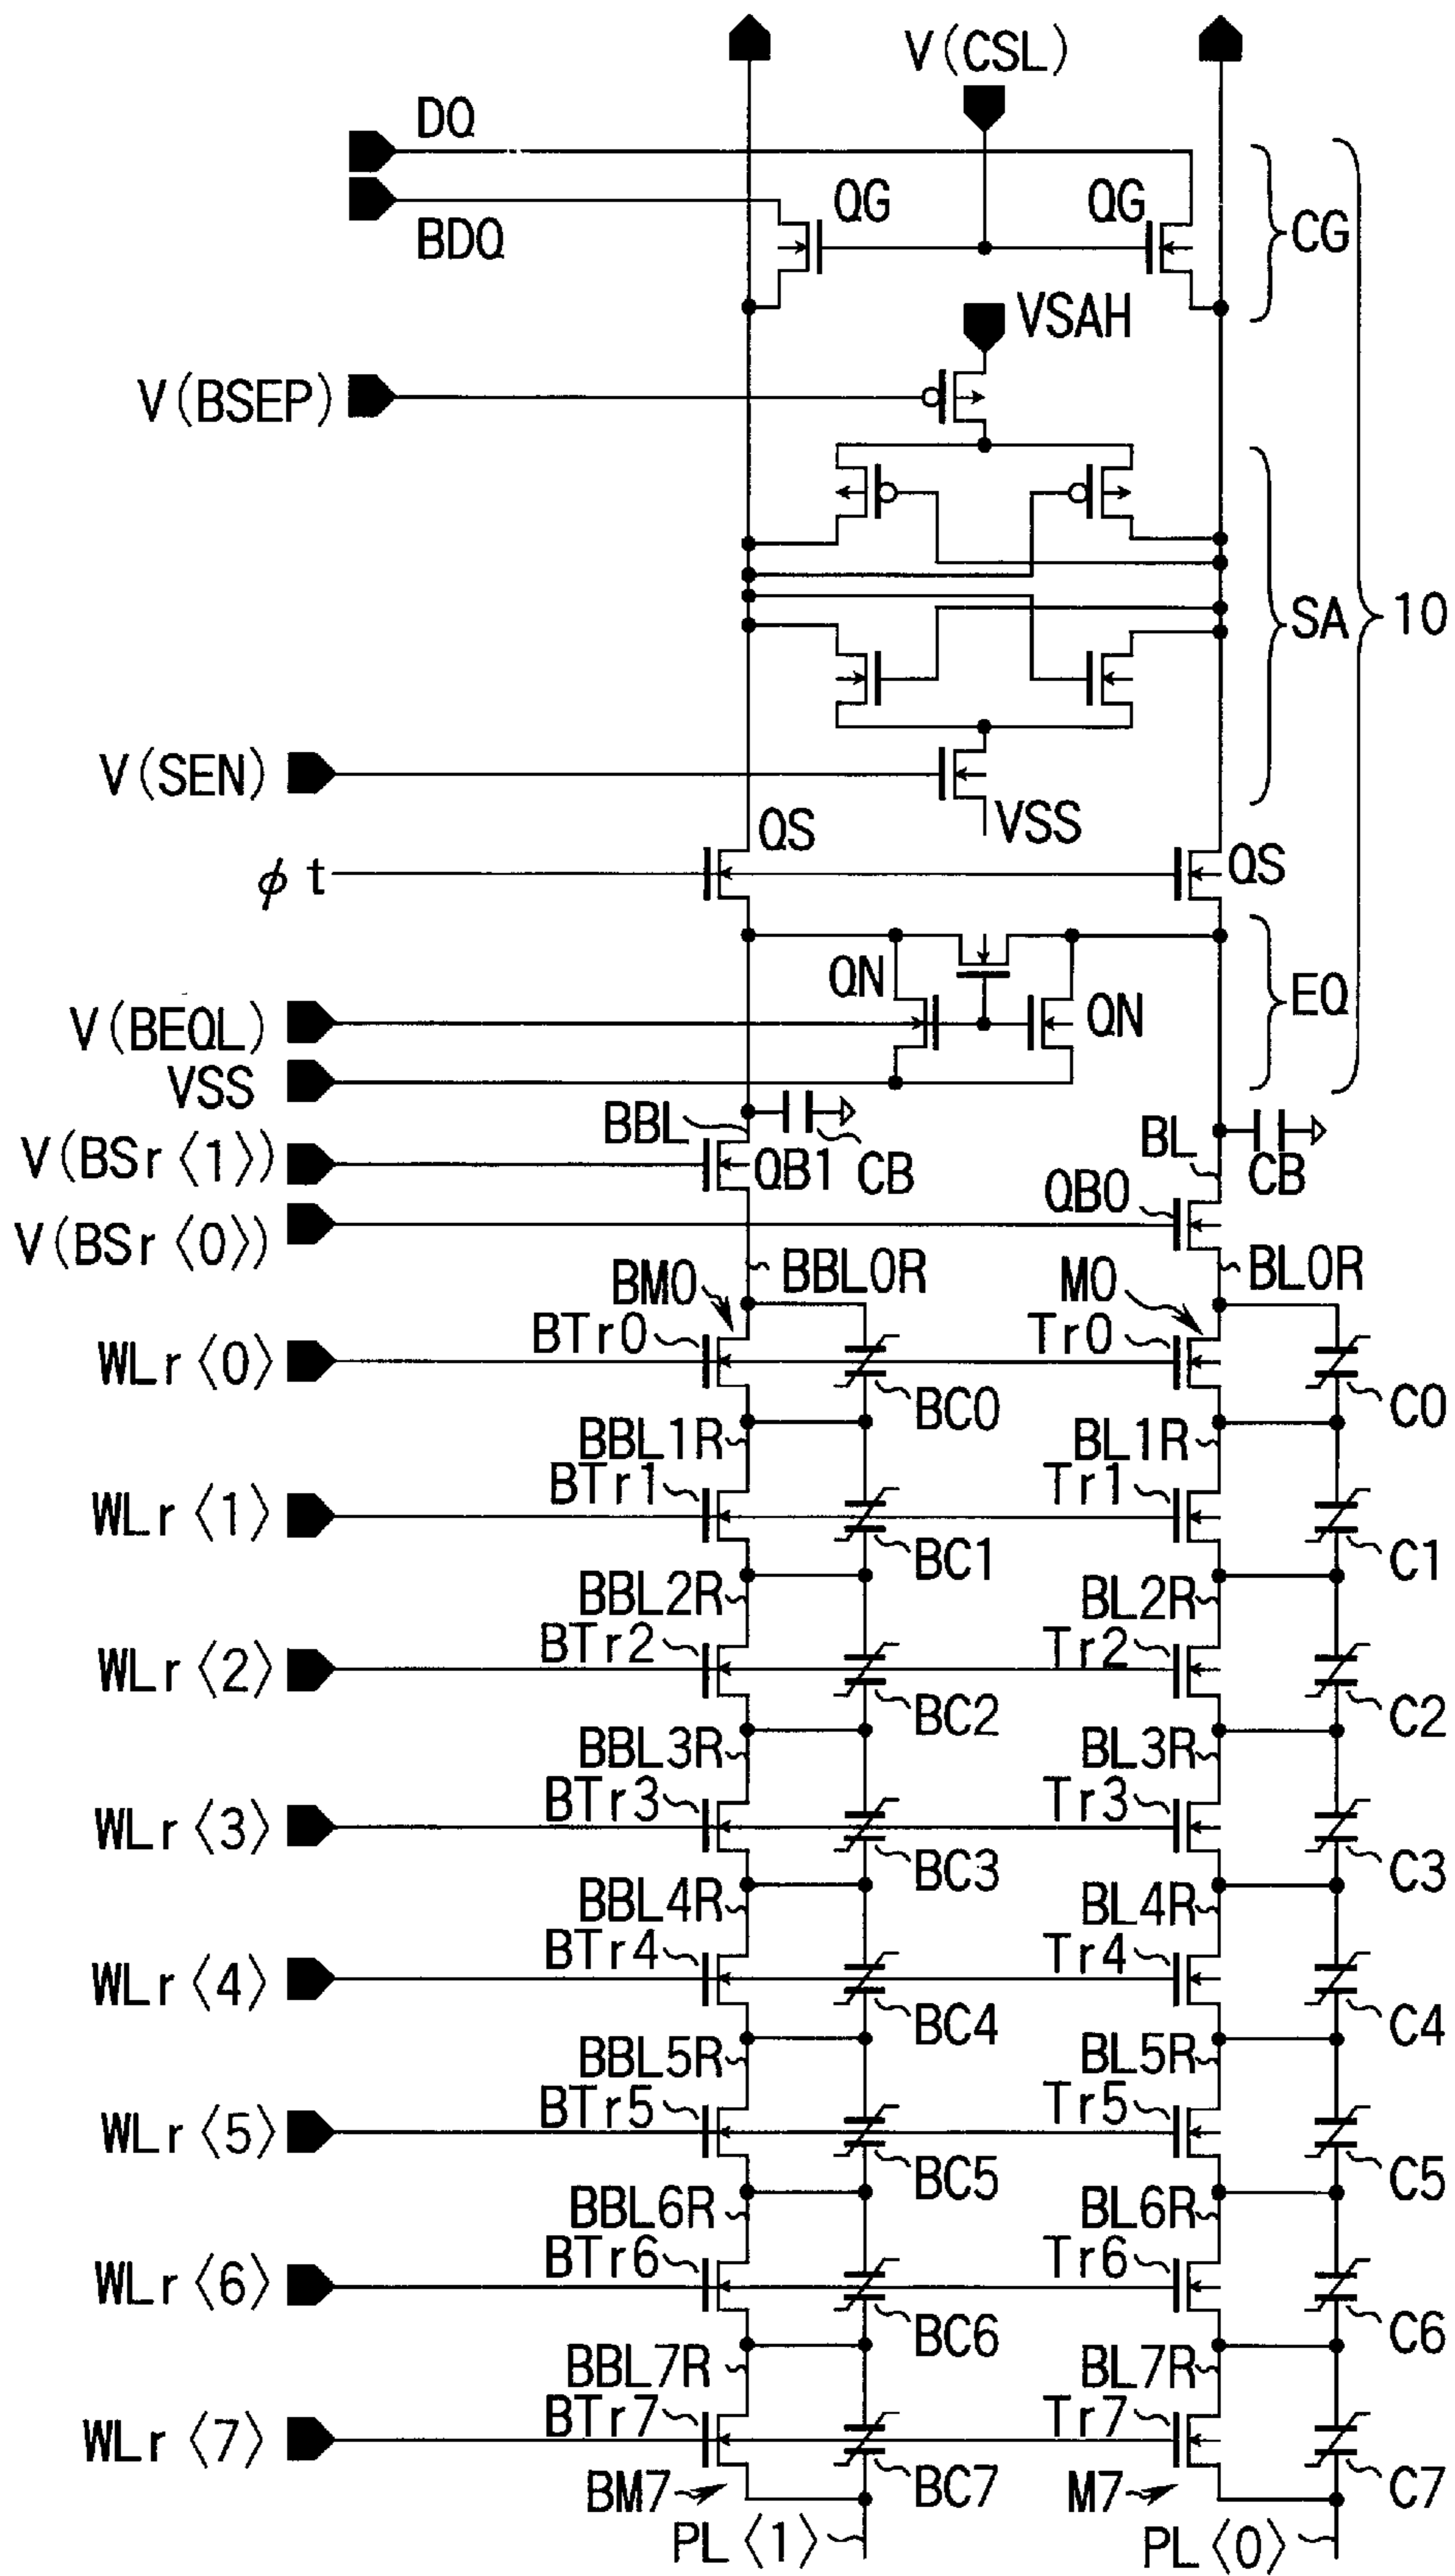 V(CSL)
DQ
QG QG
BDQ CG
VSAH
V(BSEP)
SA 10
V(SEN)
VSS
QS
φt QS
QN EQ
V(BEQL) QN
VSS
BBL BL
V(BSr⟨1⟩) QB1 CB CB
QB0
V(BSr⟨0⟩)
BBL0R BL0R
BM0 M0
BTr0 Tr0
WLr⟨0⟩
BC0 C0
BBL1R BL1R
BTr1 Tr1
WLr⟨1⟩
BC1 C1
BBL2R BL2R
BTr2 Tr2
WLr⟨2⟩
BC2 C2
BBL3R BL3R
BTr3 Tr3
WLr⟨3⟩
BC3 C3
BBL4R BL4R
BTr4 Tr4
WLr⟨4⟩
BC4 C4
BBL5R BL5R
BTr5 Tr5
WLr⟨5⟩
BC5 C5
BBL6R BL6R
BTr6 Tr6
WLr⟨6⟩
BC6 C6
BBL7R BL7R
BTr7 Tr7
WLr⟨7⟩
BM7 BC7 M7 C7
PL⟨1⟩ PL⟨0⟩